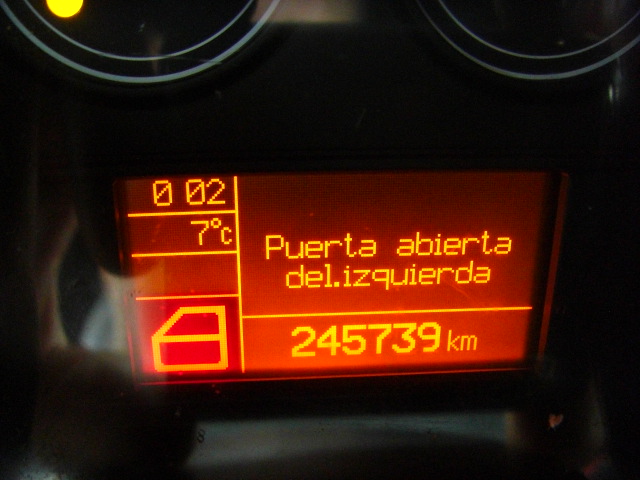 0 02
7°c
Puerta abierta
del.izquierda
245739 km